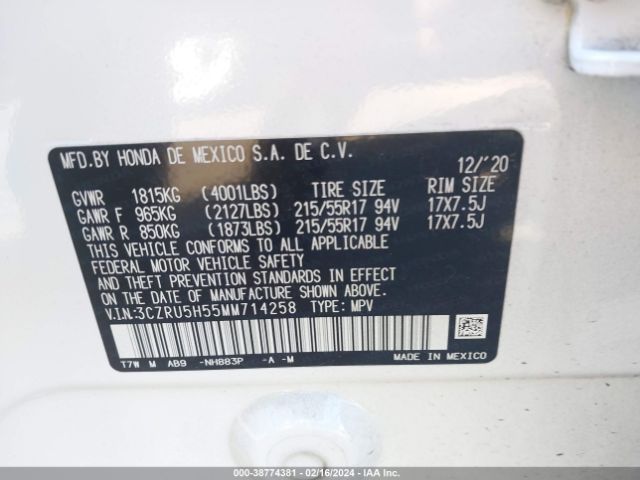 MFD.BY HONDA DE MEXICO S.A. DE C.V. 12/'20
GVWR 1815KG (4001LBS) TIRE SIZE RIM SIZE
GAWR F 965KG (2127LBS) 215/55R17 94V 17X7.5J
GAWR R 850KG (1873LBS) 215/55R17 94V 17X7.5J
THIS VEHICLE CONFORMS TO ALL APPLICABLE
FEDERAL MOTOR VEHICLE SAFETY
AND THEFT PREVENTION STANDARDS IN EFFECT
ON DATE OF MANUFACTURE SHOWN ABOVE.
V.I.N.:3CZRU5H55MM714258 TYPE: MPV
T7W M AB9 -NH883P -A -M MADE IN MEXICO
000-38774381 - 02/16/2024 - IAA Inc.